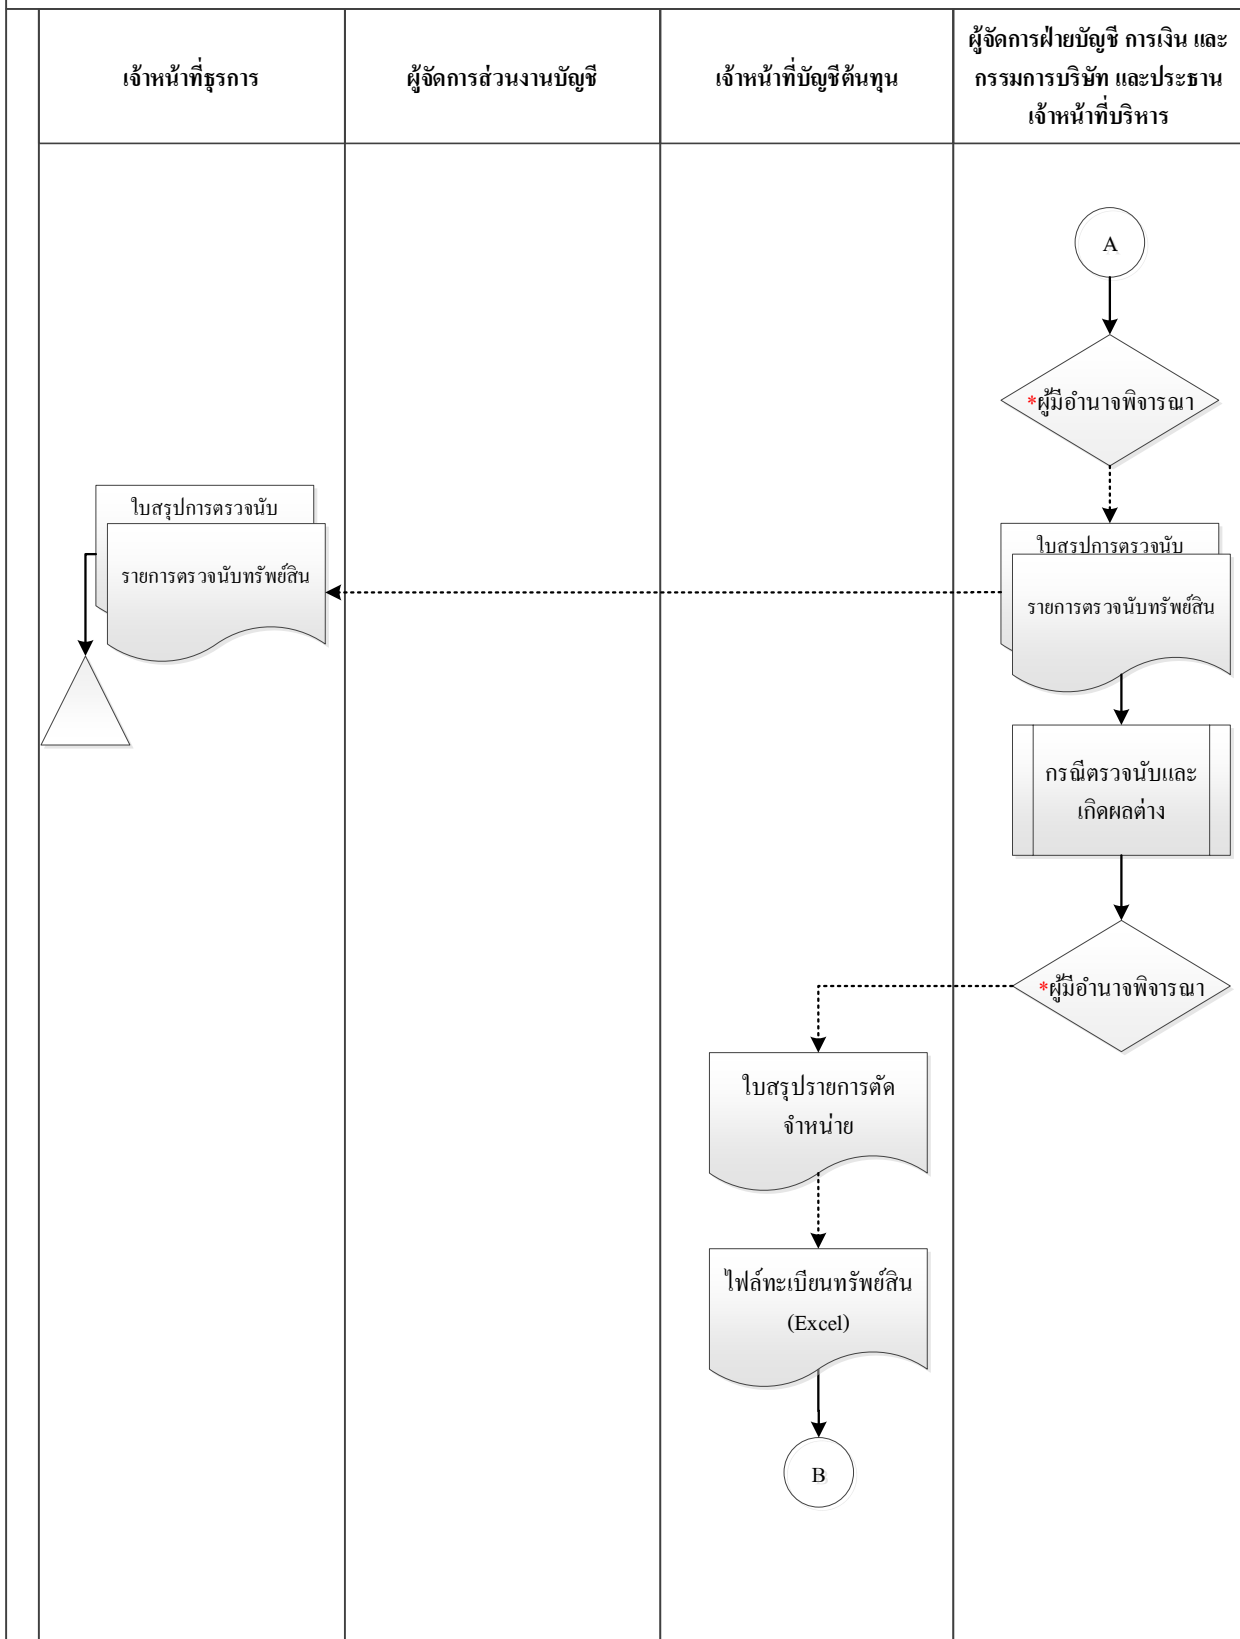 เจ้าหน้าที่ธุรการ
ผู้จัดการส่วนงานบัญชี
เจ้าหน้าที่บัญชีต้นทุน
ผู้จัดการฝ่ายบัญชี การเงิน และ
กรรมการบริษัท และประธาน
เจ้าหน้าที่บริหาร
A
*ผู้มีอำนาจพิจารณา
ใบสรุปการตรวจนับ
รายการตรวจนับทรัพย์สิน
ใบสรุปการตรวจนับ
รายการตรวจนับทรัพย์สิน
กรณีตรวจนับและ
เกิดผลต่าง
*ผู้มีอำนาจพิจารณา
ใบสรุปรายการตัด
จำหน่าย
ไฟล์ทะเบียนทรัพย์สิน
(Excel)
B